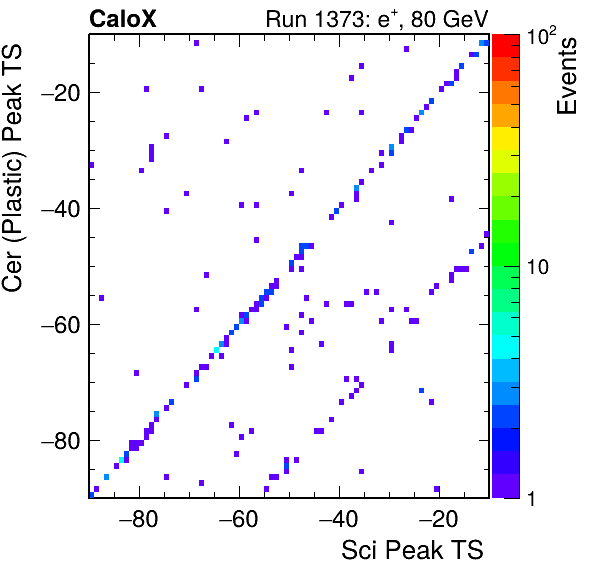 CaloX
Run 1373: e⁺, 80 GeV
Cer (Plastic) Peak TS
−20
−40
−60
−80
−80
−60
−40
−20
Sci Peak TS
10²
10
1
Events